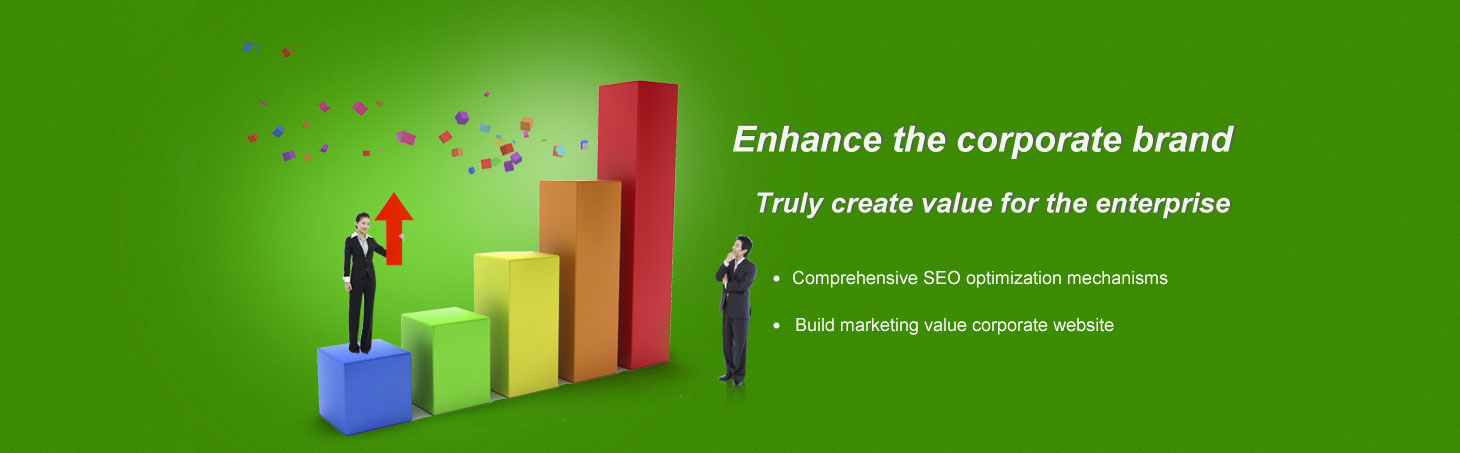 Enhance the corporate brand
Truly create value for the enterprise
• Comprehensive SEO optimization mechanisms
• Build marketing value corporate website